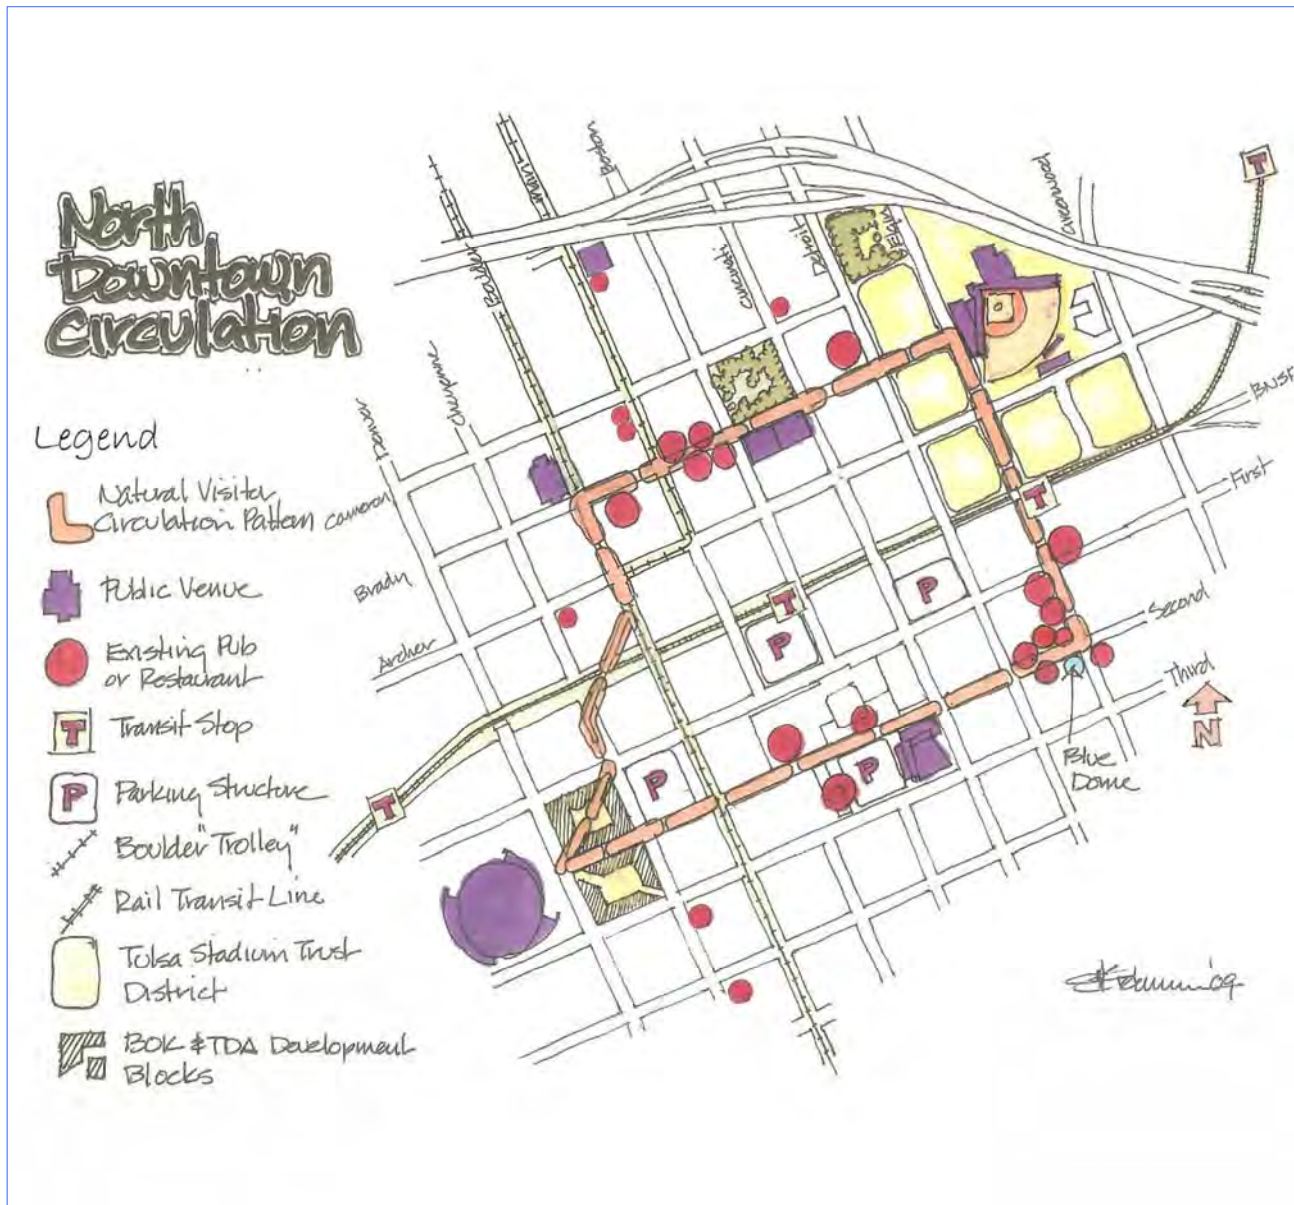 North
Downtown
Circulation
Legend
Natural Visitor
Circulation Pattern
Public Venue
Existing Pub
or Restaurant
T
Transit Stop
P
Parking Structure
Boulder "Trolley"
Rail Transit Line
Tulsa Stadium Trust
District
BOK & TDA Development
Blocks
Denver
Cheyenne
Boulder
Main
Boston
Cincinnati
Detroit
Elgin
Greenwood
Cameron
Brady
Archer
BNSF
First
Second
Third
T
T
T
T
P
P
P
P
Blue
Dome
N
'09